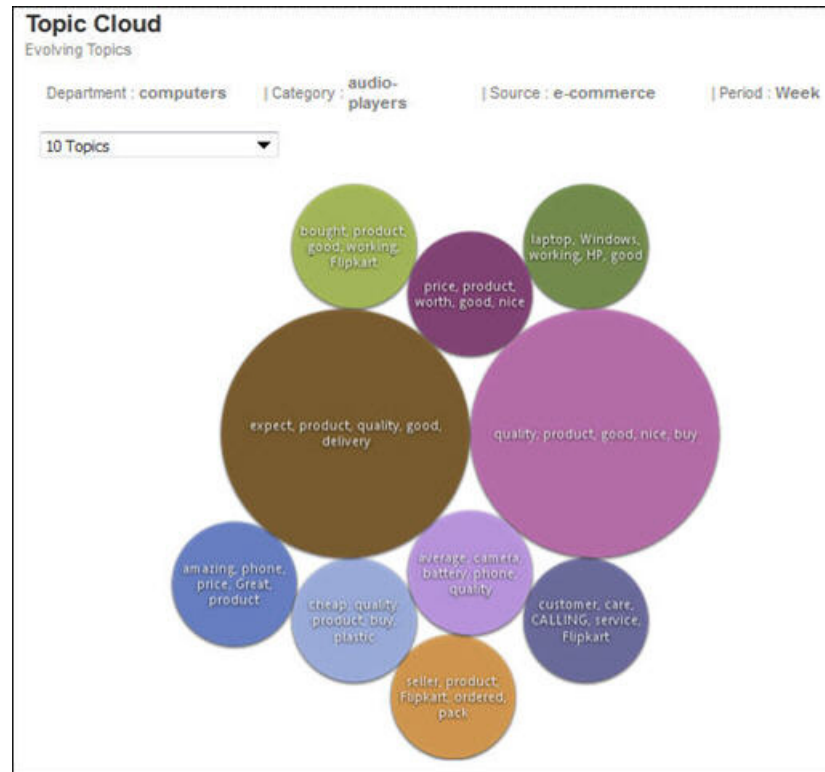 Topic Cloud
Evolving Topics
Department : computers | Category : audio-players | Source : e-commerce | Period : Week
10 Topics
bought, product,
good, working,
Flipkart
laptop, Windows,
working, HP, good
price, product,
worth, good, nice
expect, product, quality, good,
delivery
quality, product, good, nice, buy
amazing, phone,
price, Great,
product
average, camera,
battery, phone,
quality
cheap, quality,
product, buy,
plastic
customer, care,
CALLING, service,
Flipkart
seller, product,
Flipkart, ordered,
pack